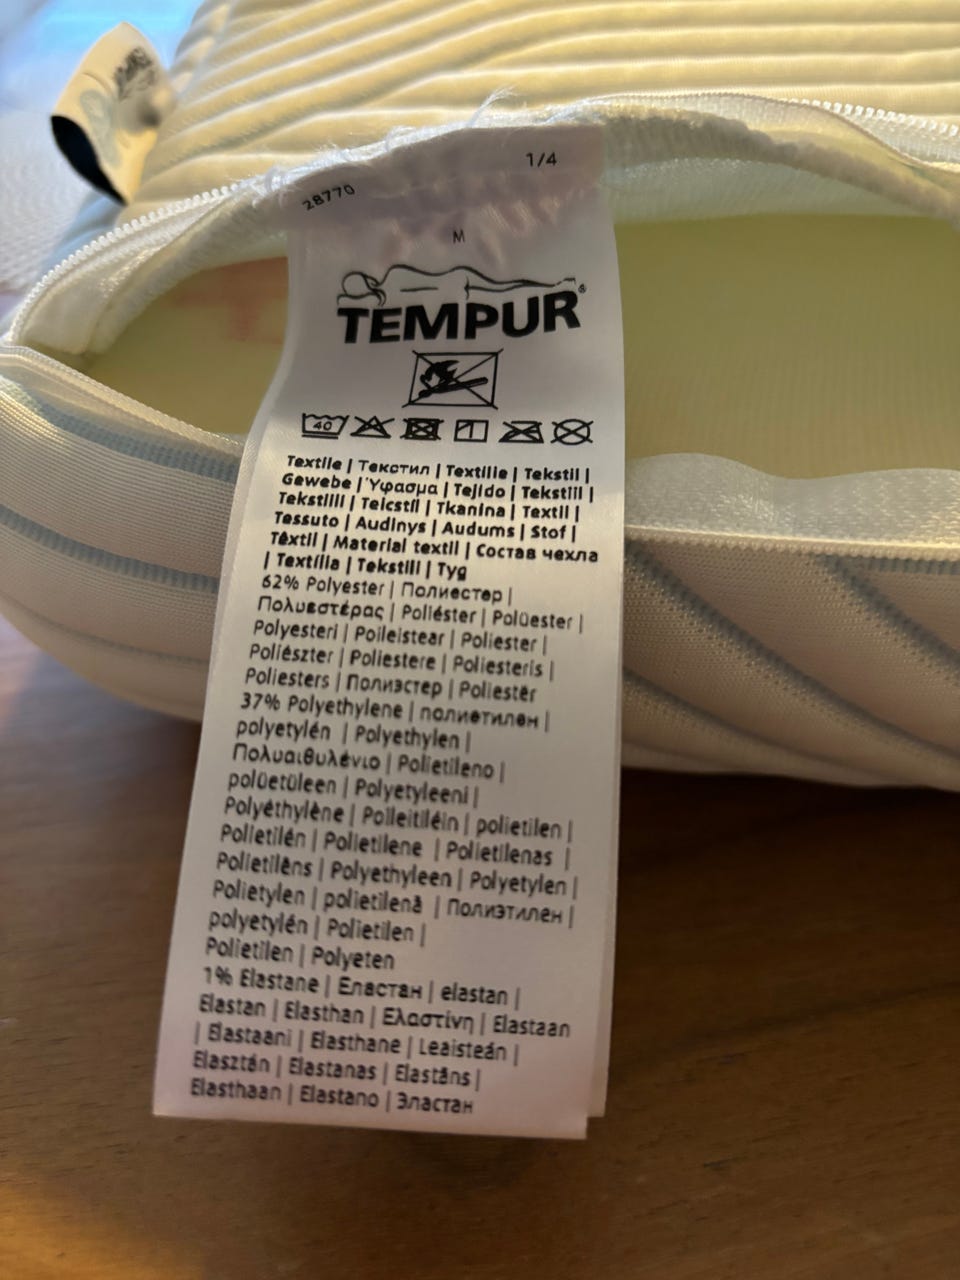 28770
1/4
M
TEMPUR®
40
Textile | Текстил | Textilie | Tekstil |
Gewebe | Ύφασμα | Tejido | Tekstiil |
Tekstiili | Teicstíl | Tkanina | Textil |
Tessuto | Audinys | Audums | Stof |
Têxtil | Material textil | Состав чехла
| Textília | Tekstili | Tyg
62% Polyester | Полиестер |
Πολυεστέρας | Poliéster | Polüester |
Polyesteri | Poileistear | Poliester |
Poliészter | Poliestere | Poliesteris |
Poliesters | Полиэстер | Poliestër
37% Polyethylene | полиетилен |
polyetylén | Polyethylen |
Πολυαιθυλένιο | Polietileno |
polüetüleen | Polyetyleeni |
Polyéthylène | Poileitiléin | polietilen |
Polietilén | Polietilene | Polietilenas |
Polietilēns | Polyethyleen | Polyetylen |
Polietylen | polietilenă | Полиэтилен |
polyetylén | Polietilen |
Polietilen | Polyeten
1% Elastane | Еластан | elastan |
Elastan | Elasthan | Ελαστίνη | Elastaan
| Elastaani | Elasthane | Leaisteán |
Elasztán | Elastanas | Elastāns |
Elasthaan | Elastano | Эластан